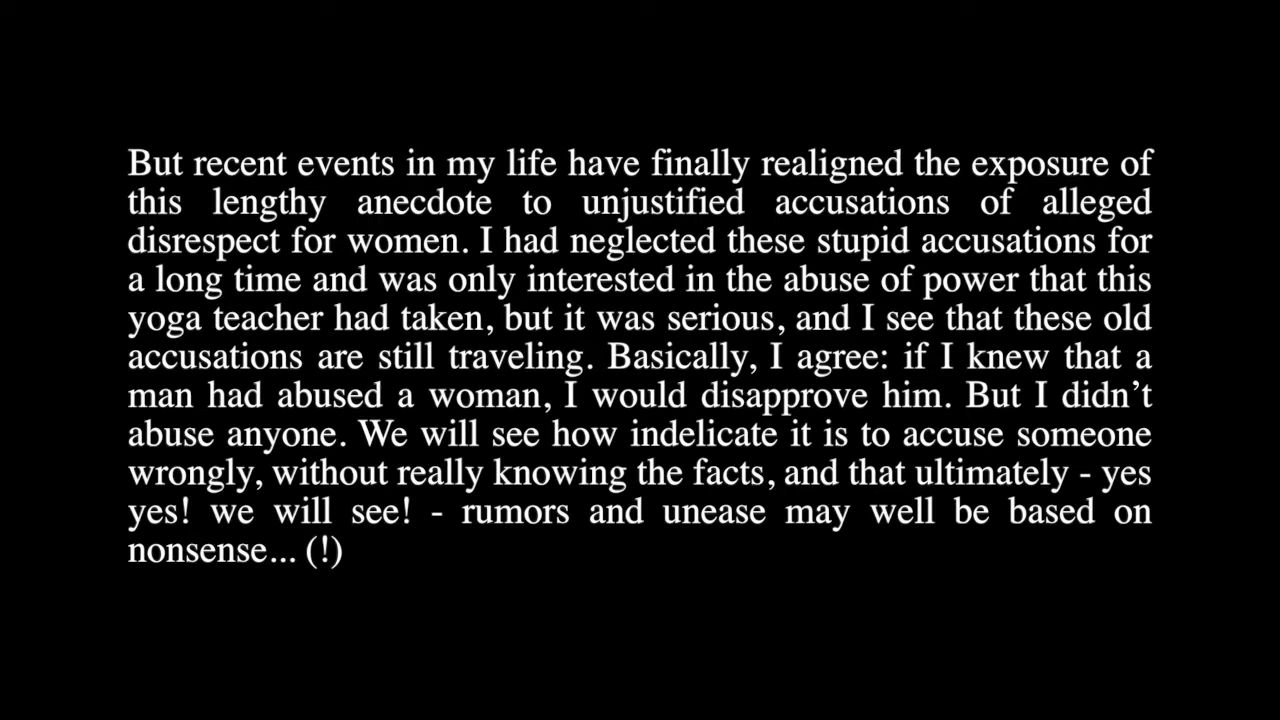 But recent events in my life have finally realigned the exposure of
this lengthy anecdote to unjustified accusations of alleged
disrespect for women. I had neglected these stupid accusations for
a long time and was only interested in the abuse of power that this
yoga teacher had taken, but it was serious, and I see that these old
accusations are still traveling. Basically, I agree: if I knew that a
man had abused a woman, I would disapprove him. But I didn’t
abuse anyone. We will see how indelicate it is to accuse someone
wrongly, without really knowing the facts, and that ultimately - yes
yes! we will see! - rumors and unease may well be based on
nonsense... (!)